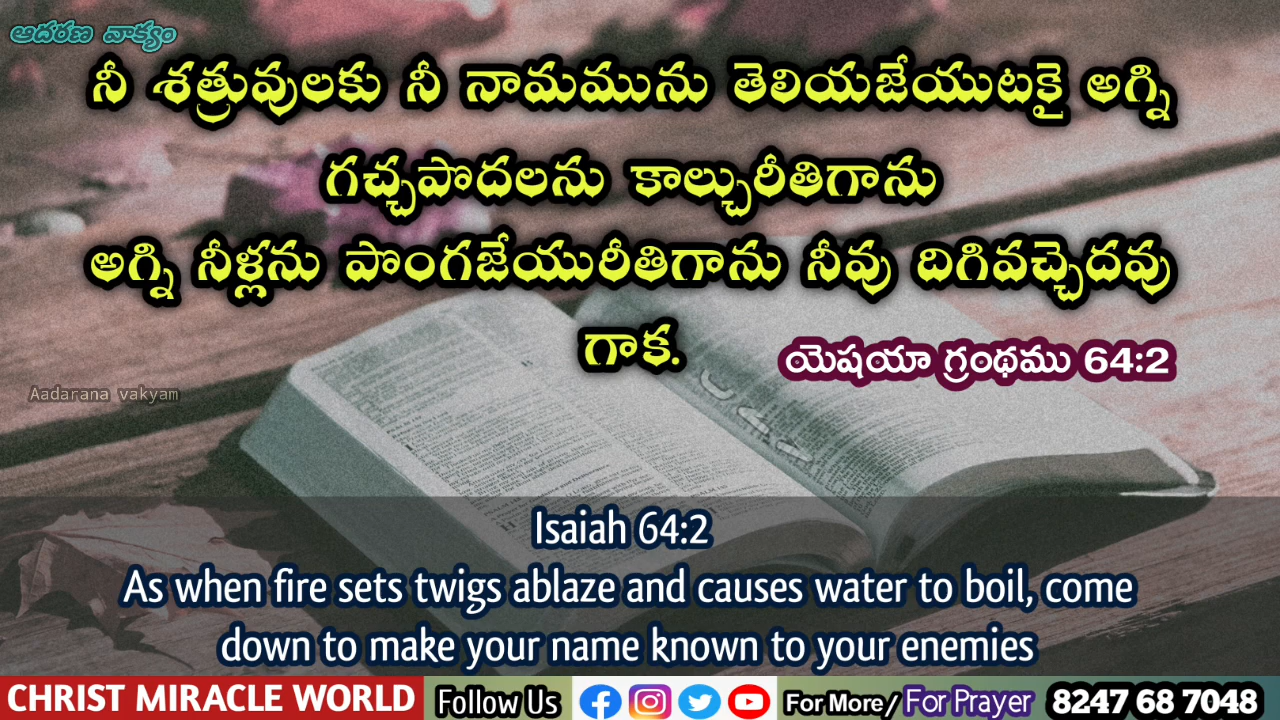 ఆదరణ వాక్యం
నీ శత్రువులకు నీ నామమును తెలియజేయుటకై అగ్ని
గచ్చపొదలను కాల్చురీతిగాను
అగ్ని నీళ్లను పొంగజేయురీతిగాను నీవు దిగివచ్చెదవు
గాక.
యెషయా గ్రంథము 64:2
Aadarana vakyam
Isaiah 64:2
As when fire sets twigs ablaze and causes water to boil, come
down to make your name known to your enemies
CHRIST MIRACLE WORLD Follow Us For More/ For Prayer 8247 68 7048